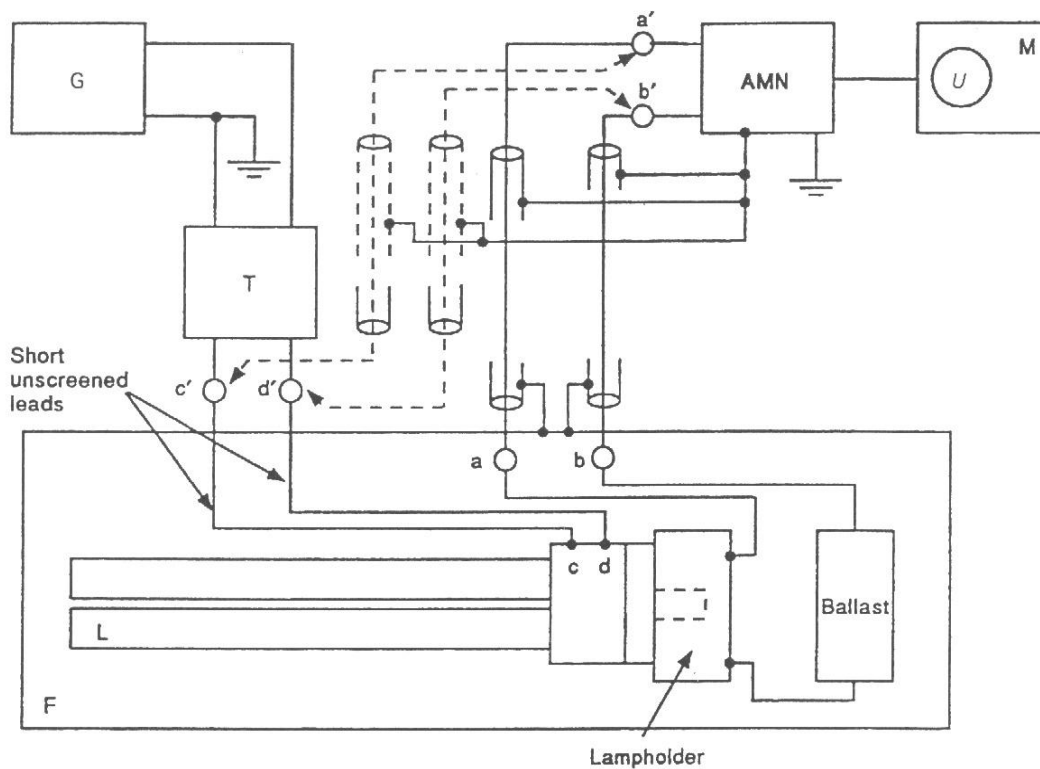 a′
G
AMN
M
U
b′
T
Short
unscreened
leads
c′
d′
a
b
c
d
L
Ballast
F
Lampholder